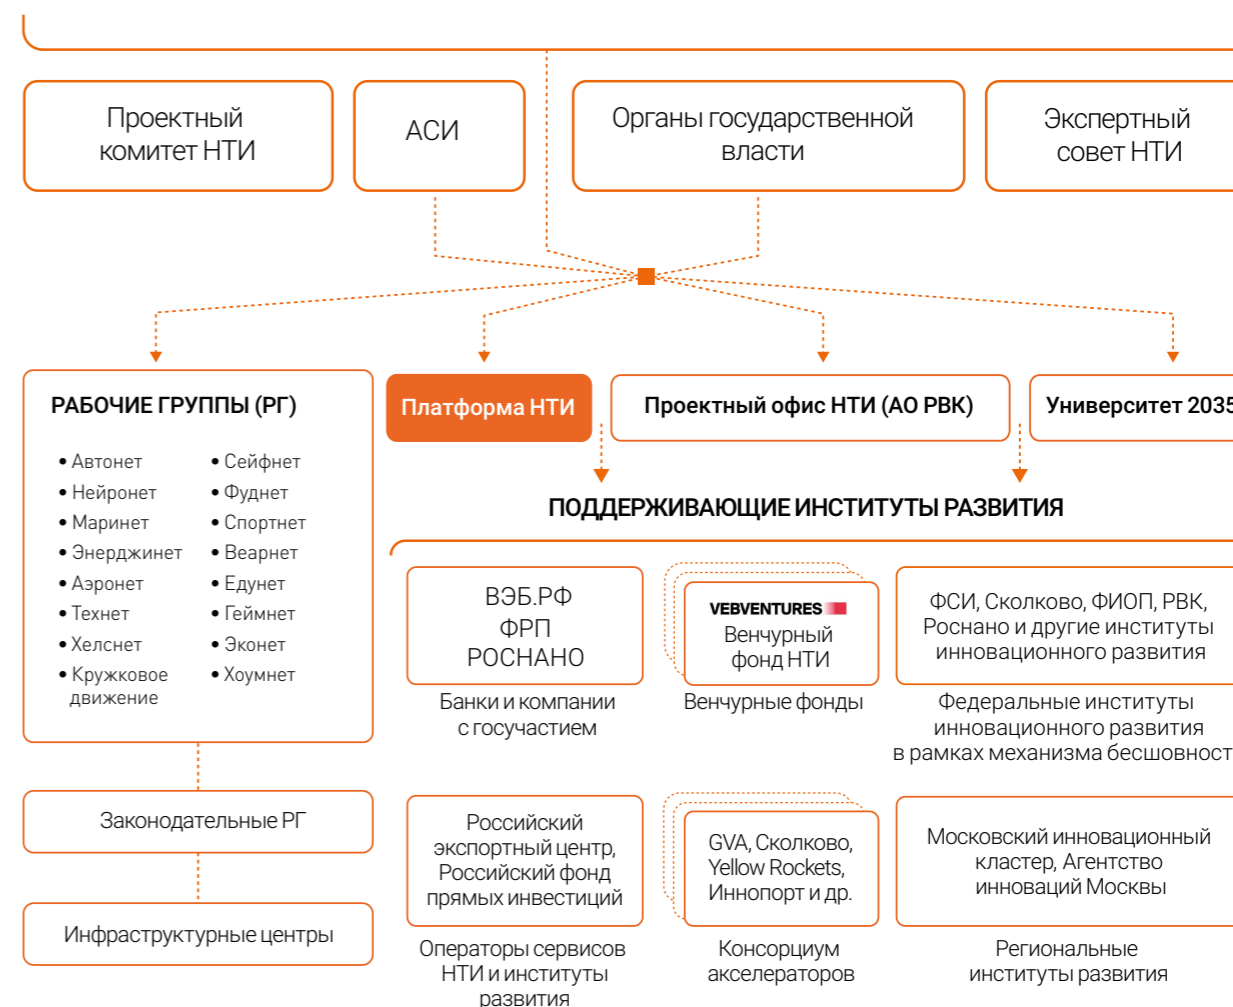 Проектный
комитет НТИ
АСИ
Органы государственной
власти
Экспертный
совет НТИ
РАБОЧИЕ ГРУППЫ (РГ)
• Автонет
• Нейронет
• Маринет
• Энерджинет
• Аэронет
• Технет
• Хелснет
• Кружковое
движение
• Сейфнет
• Фуднет
• Спортнет
• Веарнет
• Едунет
• Геймнет
• Эконет
• Хоумнет
Законодательные РГ
Инфраструктурные центры
Платформа НТИ
Проектный офис НТИ (АО РВК)
Университет 2035
ПОДДЕРЖИВАЮЩИЕ ИНСТИТУТЫ РАЗВИТИЯ
ВЭБ.РФ
ФРП
РОСНАНО
Банки и компании
с госучастием
VEBVENTURES
Венчурный
фонд НТИ
Венчурные фонды
ФСИ, Сколково, ФИОП, РВК,
Роснано и другие институты
инновационного развития
Федеральные институты
инновационного развития
в рамках механизма бесшовност
Российский
экспортный центр,
Российский фонд
прямых инвестиций
Операторы сервисов
НТИ и институты
развития
GVA, Сколково,
Yellow Rockets,
Иннопорт и др.
Консорциум
акселераторов
Московский инновационный
кластер, Агентство
инноваций Москвы
Региональные
институты развития